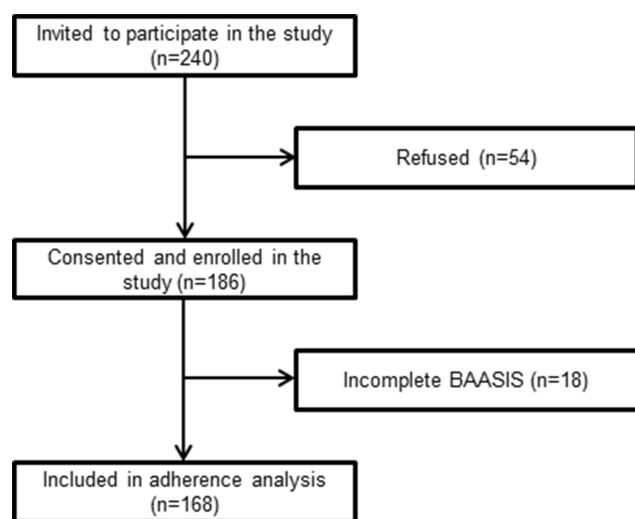 Invited to participate in the study
(n=240)
Refused (n=54)
Consented and enrolled in the
study (n=186)
Incomplete BAASIS (n=18)
Included in adherence analysis
(n=168)